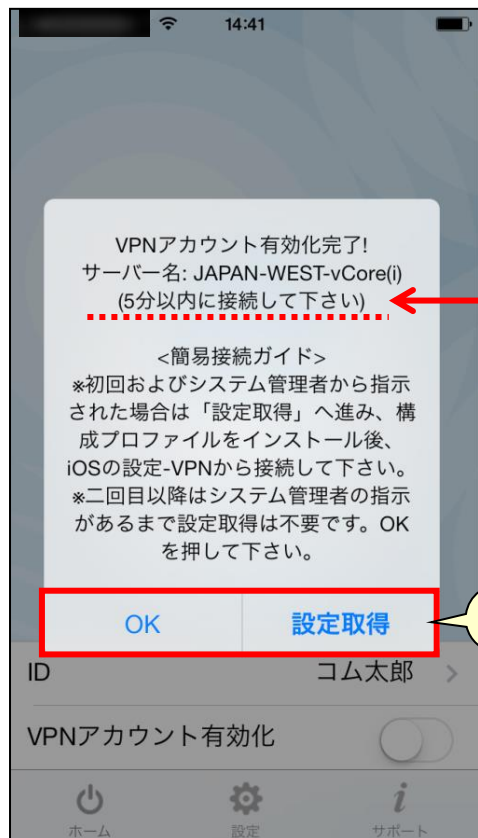 14:41
VPNアカウント有効化完了!
サーバー名: JAPAN-WEST-vCore(i)
(5分以内に接続して下さい)
<簡易接続ガイド>
※初回およびシステム管理者から指示
された場合は「設定取得」へ進み、構
成プロファイルをインストール後、
iOSの設定-VPNから接続して下さい。
※二回目以降はシステム管理者の指示
があるまで設定取得は不要です。OK
を押して下さい。
OK 設定取得
ID コム太郎
VPNアカウント有効化
ホーム 設定 サポート